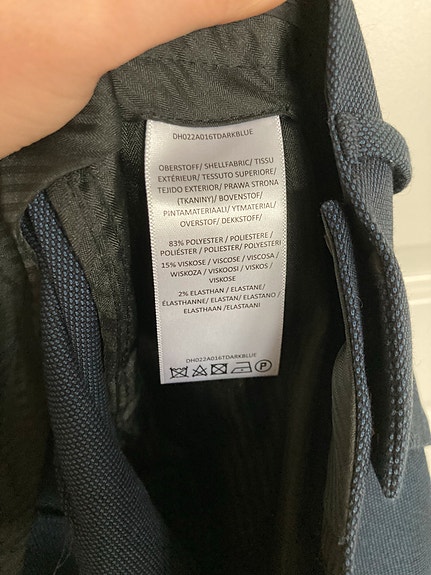 DH022A016TDARKBLUE
OBERSTOFF/ SHELLFABRIC/ TISSU
EXTÉRIEUR/ TESSUTO SUPERIORE/
TEJIDO EXTERIOR/ PRAWA STRONA
(TKANINY)/ BOVENSTOF/
PINTAMATERIAALI/ YTMATERIAL/
OVERSTOF/ DEKKSTOFF/
83% POLYESTER / POLIESTERE /
POLIÉSTER / POLIESTER/ POLYESTERI
15% VISKOSE / VISCOSE / VISCOSA /
WISKOZA / VISKOOSI / VISKOS /
VISKOSE
2% ELASTHAN / ELASTANE/
ÉLASTHANNE/ ELASTAN/ ELASTANO /
ELASTHAAN/ELASTAANI
DH022A016TDARKBLUE
P